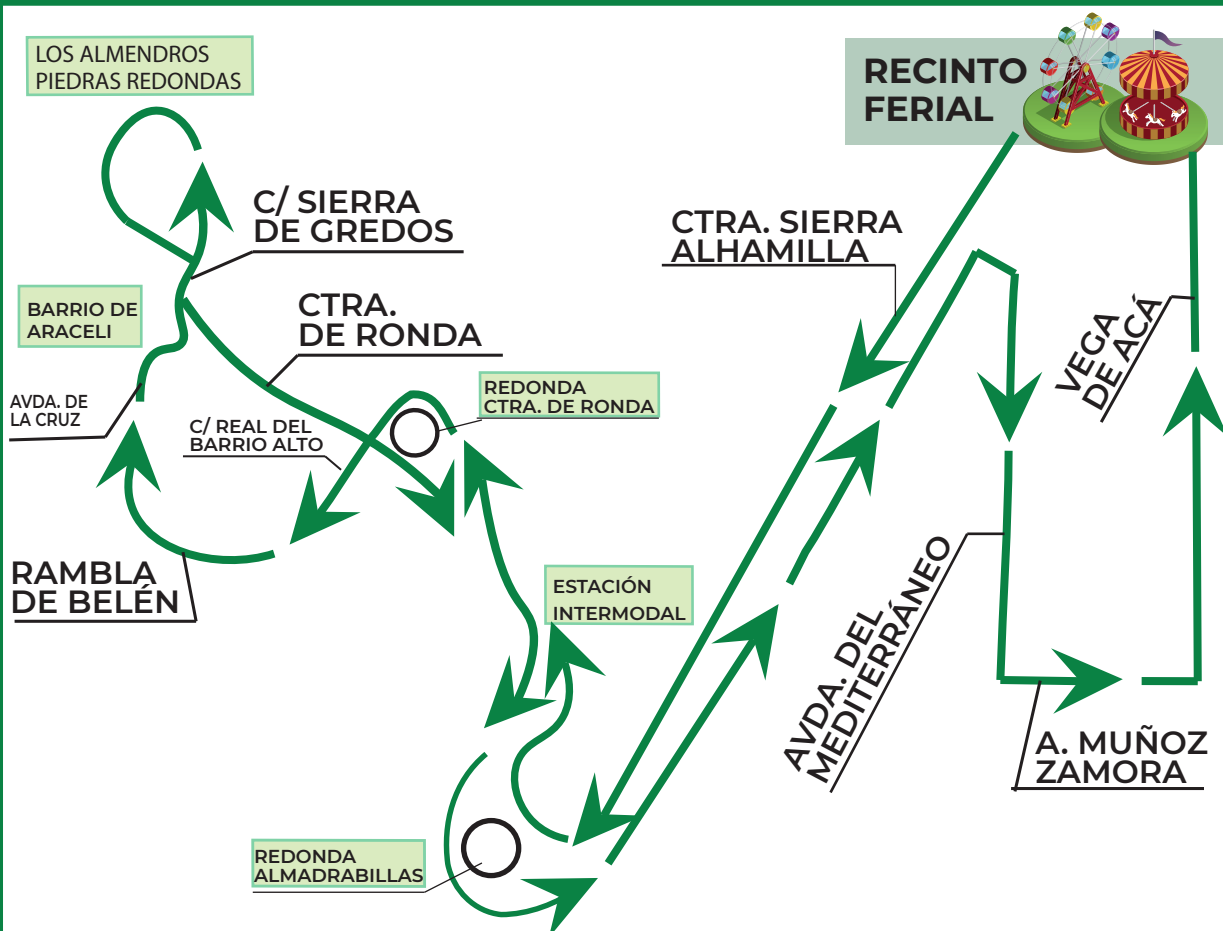 LOS ALMENDROS
PIEDRAS REDONDAS
RECINTO
FERIAL
C/ SIERRA
DE GREDOS
CTRA. SIERRA
ALHAMILLA
BARRIO DE
ARACELI
CTRA.
DE RONDA
VEGA
DE ACÁ
AVDA. DE
LA CRUZ
C/ REAL DEL
BARRIO ALTO
REDONDA
CTRA. DE RONDA
RAMBLA
DE BELÉN
ESTACIÓN
INTERMODAL
AVDA. DEL
MEDITERRÁNEO
A. MUÑOZ
ZAMORA
REDONDA
ALMADRABILLAS